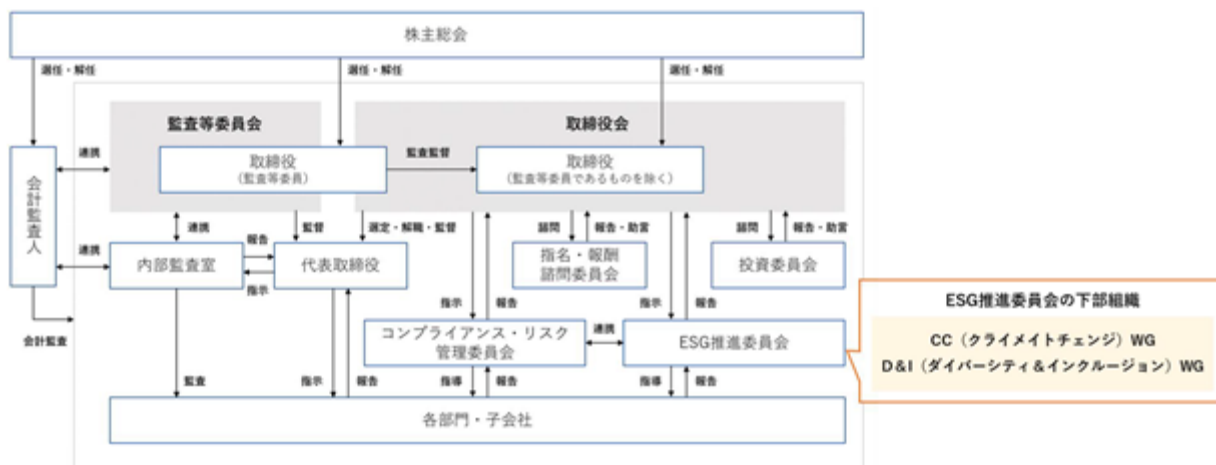 株主総会
選任・解任
選任・解任
選任・解任
監査等委員会
取締役会
会計監査人
連携
取締役
（監査等委員）
監査監督
取締役
（監査等委員であるものを除く）
連携
監督
選定・解職・監督
諮問
報告・助言
諮問
報告・助言
連携
内部監査室
報告
指示
代表取締役
指名・報酬
諮問委員会
投資委員会
指示
報告
指示
報告
会計監査
コンプライアンス・リスク
管理委員会
連携
ESG推進委員会
ESG推進委員会の下部組織
CC（クライメイトチェンジ）WG
D&I（ダイバーシティ＆インクルージョン）WG
監査
指示
報告
指導
報告
指導
報告
各部門・子会社